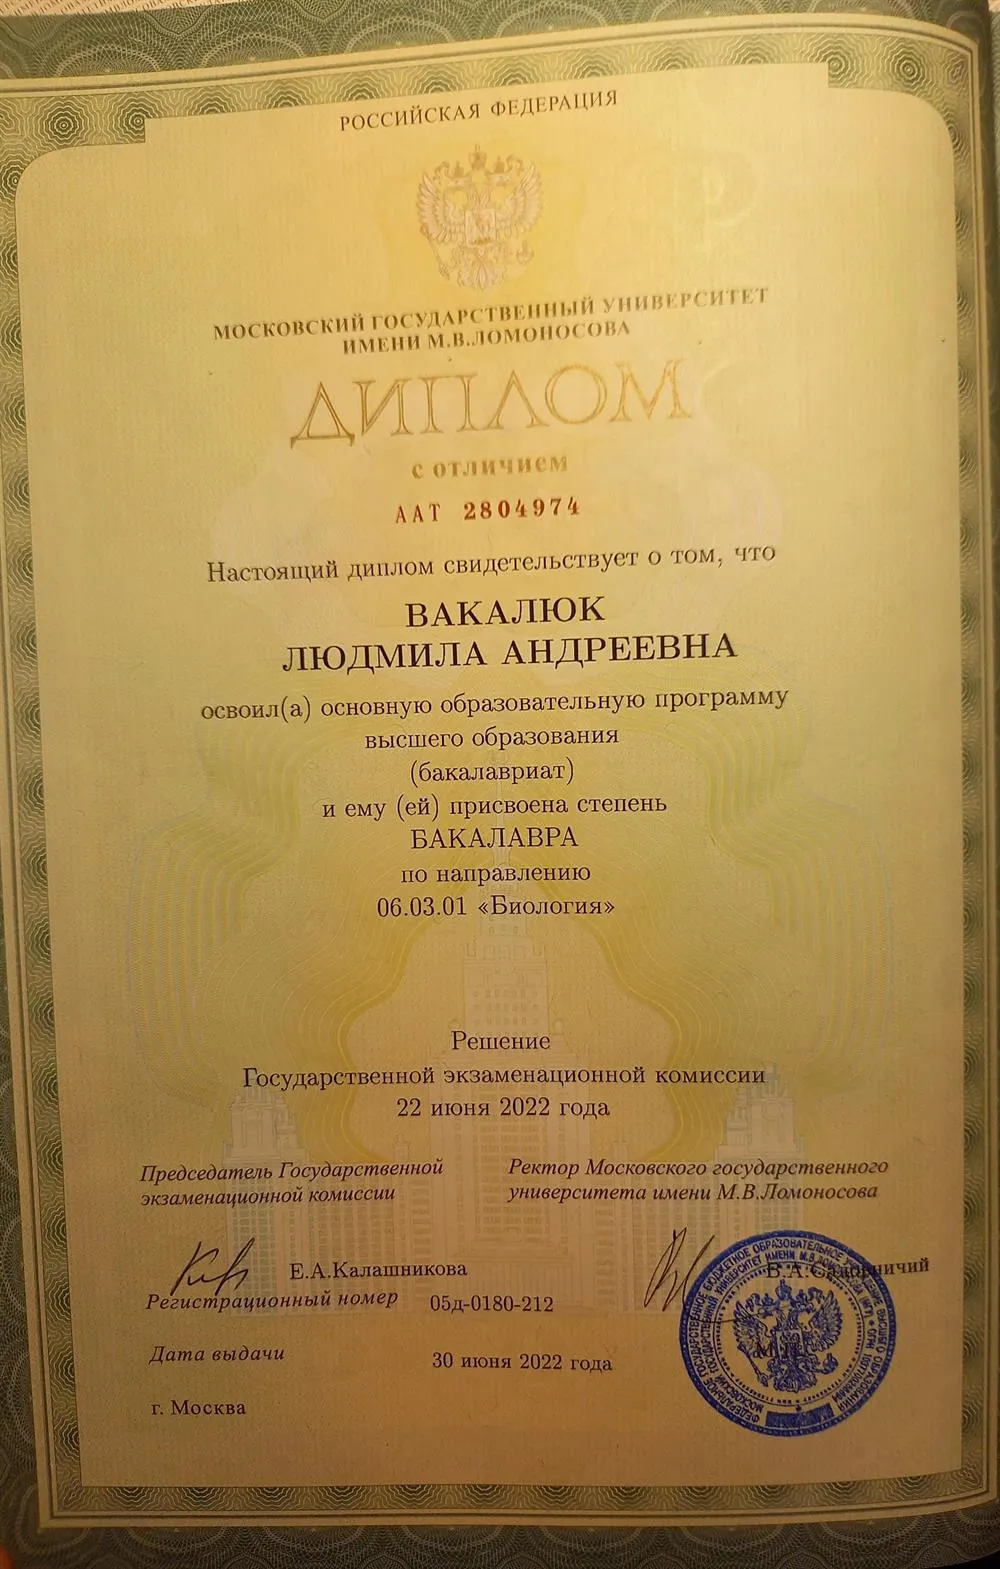 РОССИЙСКАЯ ФЕДЕРАЦИЯ
МОСКОВСКИЙ ГОСУДАРСТВЕННЫЙ УНИВЕРСИТЕТ
ИМЕНИ М.В.ЛОМОНОСОВА
ДИПЛОМ
С ОТЛИЧИЕМ
ААТ 2804974
Настоящий диплом свидетельствует о том, что
ВАКАЛЮК
ЛЮДМИЛА АНДРЕЕВНА
освоил(а) основную образовательную программу
высшего образования
(бакалавриат)
и ему (ей) присвоена степень
БАКАЛАВРА
по направлению
06.03.01 «Биология»
Решение
Государственной экзаменационной комиссии
22 июня 2022 года
Председатель Государственной
экзаменационной комиссии
Ректор Московского государственного
университета имени М.В.Ломоносова
Е.А.Калашникова
В.А.Садовничий
Регистрационный номер 05д-0180-212
М.П.
Дата выдачи 30 июня 2022 года
г. Москва